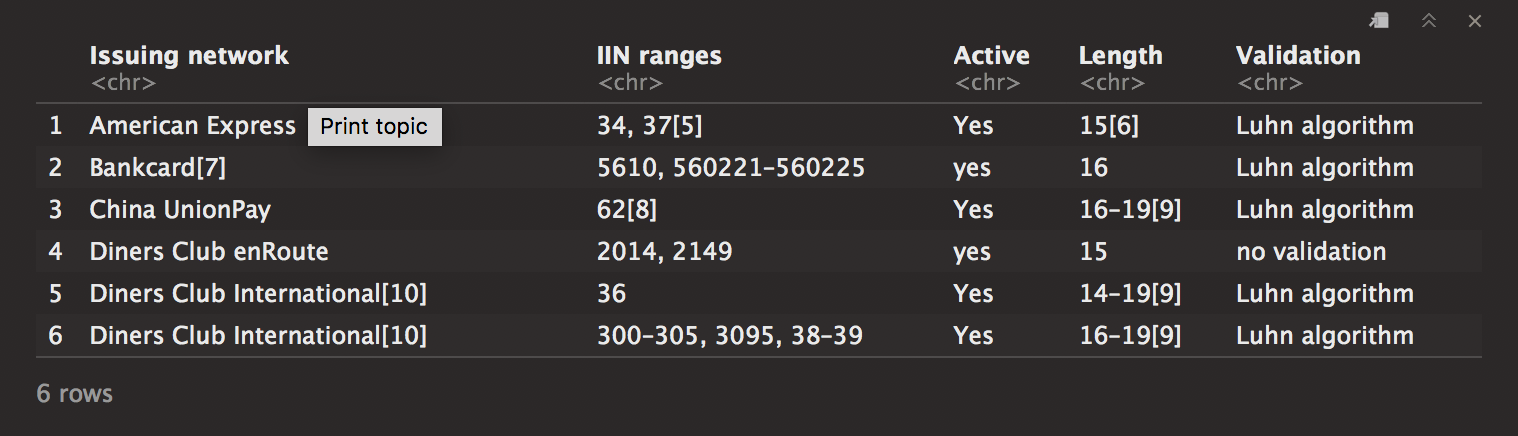 Issuing network IIN ranges Active Length Validation
<chr> <chr> <chr> <chr> <chr>
1 American Express Print topic 34, 37[5] Yes 15[6] Luhn algorithm
2 Bankcard[7] 5610, 560221–560225 yes 16 Luhn algorithm
3 China UnionPay 62[8] Yes 16–19[9] Luhn algorithm
4 Diners Club enRoute 2014, 2149 yes 15 no validation
5 Diners Club International[10] 36 Yes 14–19[9] Luhn algorithm
6 Diners Club International[10] 300–305, 3095, 38–39 Yes 16–19[9] Luhn algorithm
6 rows